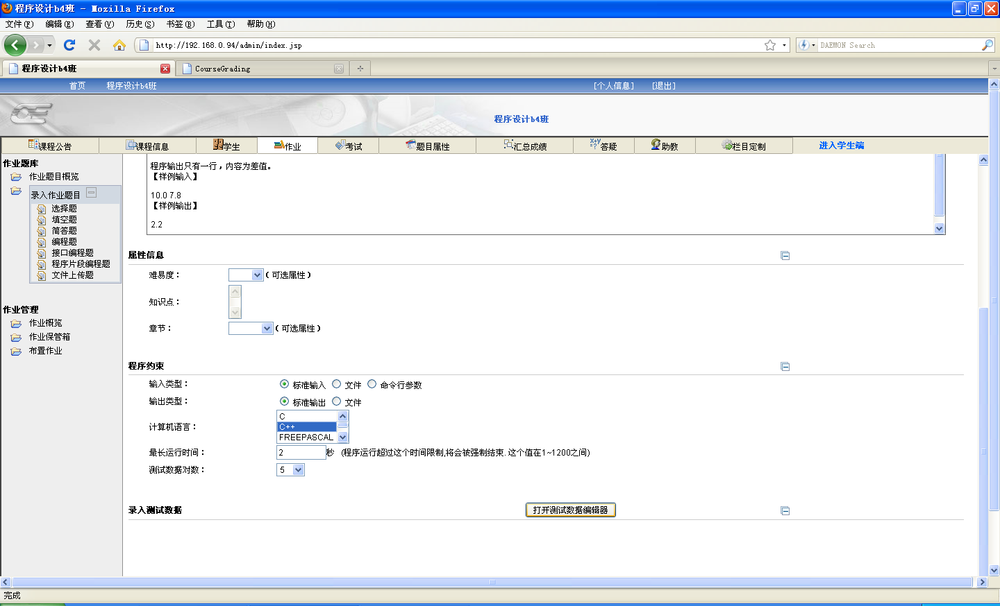 程序设计b4班 - Mozilla Firefox
文件(F) 编辑(E) 查看(V) 历史(S) 书签(B) 工具(T) 帮助(H)
http://192.168.0.94/admin/index.jsp DAEMON Search
程序设计b4班 CourseGrading
首页 程序设计b4班 [个人信息] [退出]
程序设计b4班
课程公告 课程信息 学生 作业 考试 题目属性 汇总成绩 答疑 助教 栏目定制 进入学生端
作业题库
作业题目概览
录入作业题目
选择题
填空题
简答题
编程题
接口编程题
程序片段编程题
文件上传题
作业管理
作业概览
作业保管箱
布置作业
程序输出只有一行，内容为差值。
【样例输入】
10.0 7.8
【样例输出】
2.2
属性信息
难易度： （可选属性）
知识点：
章节： （可选属性）
程序约束
输入类型： 标准输入 文件 命令行参数
输出类型： 标准输出 文件
计算机语言： C
C++
FREEPASCAL
最长运行时间： 2 秒 (程序运行超过这个时间限制,将会被强制结束. 这个值在1~1200之间)
测试数据对数： 5
录入测试数据 打开测试数据编辑器
完成